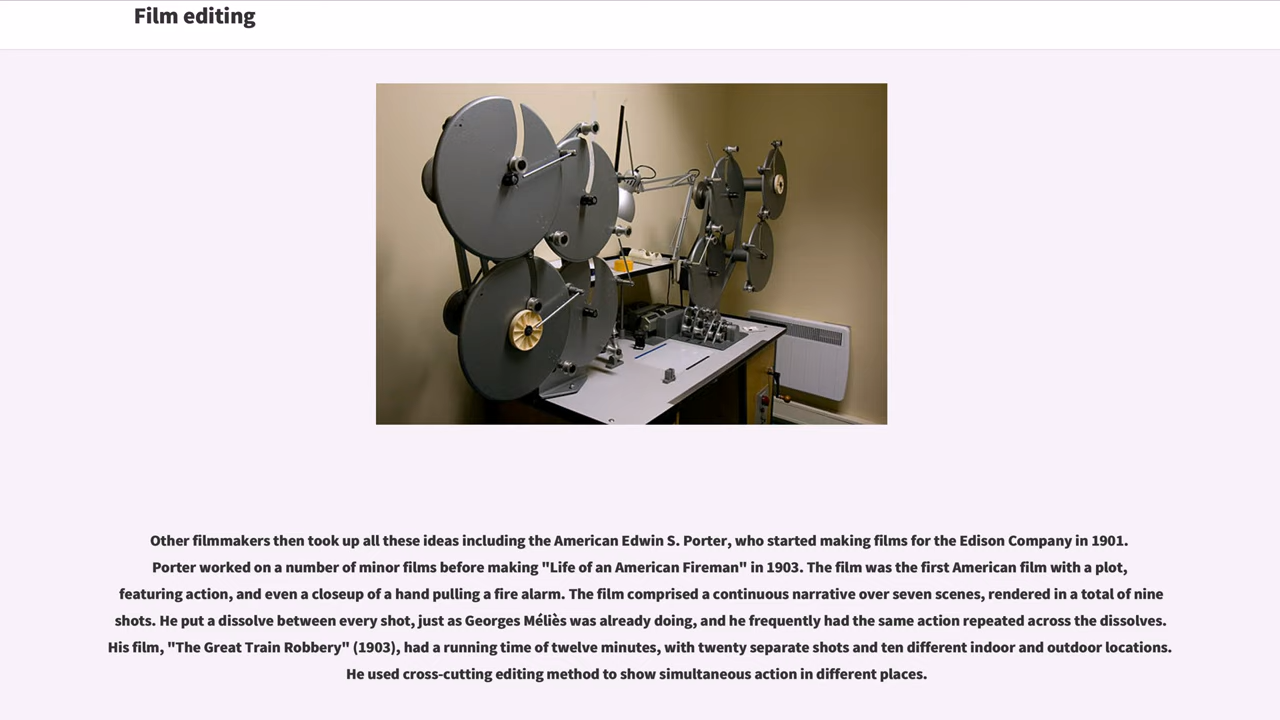 Film editing
Other filmmakers then took up all these ideas including the American Edwin S. Porter, who started making films for the Edison Company in 1901.
Porter worked on a number of minor films before making "Life of an American Fireman" in 1903. The film was the first American film with a plot,
featuring action, and even a closeup of a hand pulling a fire alarm. The film comprised a continuous narrative over seven scenes, rendered in a total of nine
shots. He put a dissolve between every shot, just as Georges Méliès was already doing, and he frequently had the same action repeated across the dissolves.
His film, "The Great Train Robbery" (1903), had a running time of twelve minutes, with twenty separate shots and ten different indoor and outdoor locations.
He used cross-cutting editing method to show simultaneous action in different places.